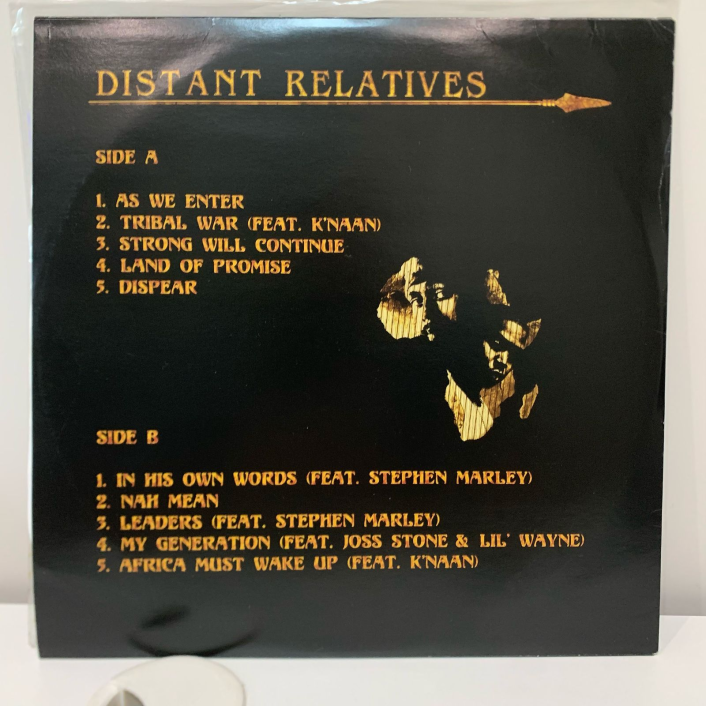 DISTANT RELATIVES
SIDE A
1. AS WE ENTER
2. TRIBAL WAR (FEAT. K'NAAN)
3. STRONG WILL CONTINUE
4. LAND OF PROMISE
5. DISPEAR
SIDE B
1. IN HIS OWN WORDS (FEAT. STEPHEN MARLEY)
2. NAH MEAN
3. LEADERS (FEAT. STEPHEN MARLEY)
4. MY GENERATION (FEAT. JOSS STONE & LIL' WAYNE)
5. AFRICA MUST WAKE UP (FEAT. K'NAAN)